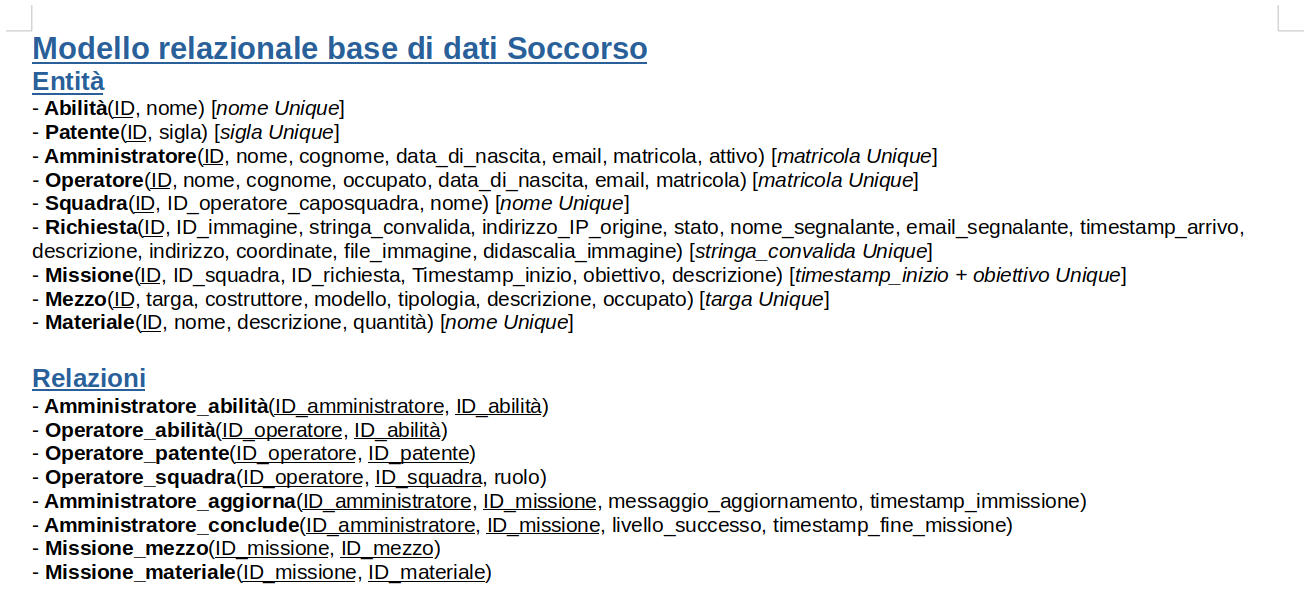 Modello relazionale base di dati Soccorso
Entità
- Abilità(ID, nome) [nome Unique]
- Patente(ID, sigla) [sigla Unique]
- Amministratore(ID, nome, cognome, data_di_nascita, email, matricola, attivo) [matricola Unique]
- Operatore(ID, nome, cognome, occupato, data_di_nascita, email, matricola) [matricola Unique]
- Squadra(ID, ID_operatore_caposquadra, nome) [nome Unique]
- Richiesta(ID, ID_immagine, stringa_convalida, indirizzo_IP_origine, stato, nome_segnalante, email_segnalante, timestamp_arrivo,
descrizione, indirizzo, coordinate, file_immagine, didascalia_immagine) [stringa_convalida Unique]
- Missione(ID, ID_squadra, ID_richiesta, Timestamp_inizio, obiettivo, descrizione) [timestamp_inizio + obiettivo Unique]
- Mezzo(ID, targa, costruttore, modello, tipologia, descrizione, occupato) [targa Unique]
- Materiale(ID, nome, descrizione, quantità) [nome Unique]
Relazioni
- Amministratore_abilità(ID_amministratore, ID_abilità)
- Operatore_abilità(ID_operatore, ID_abilità)
- Operatore_patente(ID_operatore, ID_patente)
- Operatore_squadra(ID_operatore, ID_squadra, ruolo)
- Amministratore_aggiorna(ID_amministratore, ID_missione, messaggio_aggiornamento, timestamp_immissione)
- Amministratore_conclude(ID_amministratore, ID_missione, livello_successo, timestamp_fine_missione)
- Missione_mezzo(ID_missione, ID_mezzo)
- Missione_materiale(ID_missione, ID_materiale)